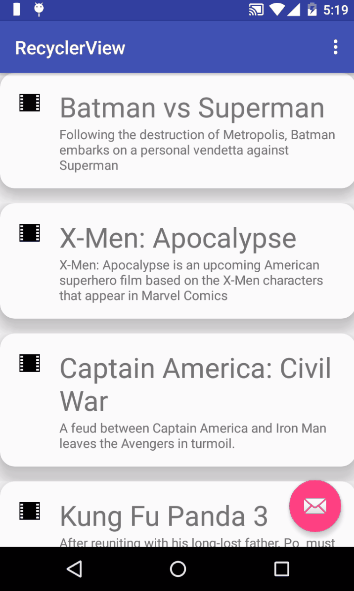 5:19
RecyclerView
Batman vs Superman
Following the destruction of Metropolis, Batman
embarks on a personal vendetta against
Superman
X-Men: Apocalypse
X-Men: Apocalypse is an upcoming American
superhero film based on the X-Men characters
that appear in Marvel Comics
Captain America: Civil
War
A feud between Captain America and Iron Man
leaves the Avengers in turmoil.
Kung Fu Panda 3
After reuniting with his long-lost father, Po must